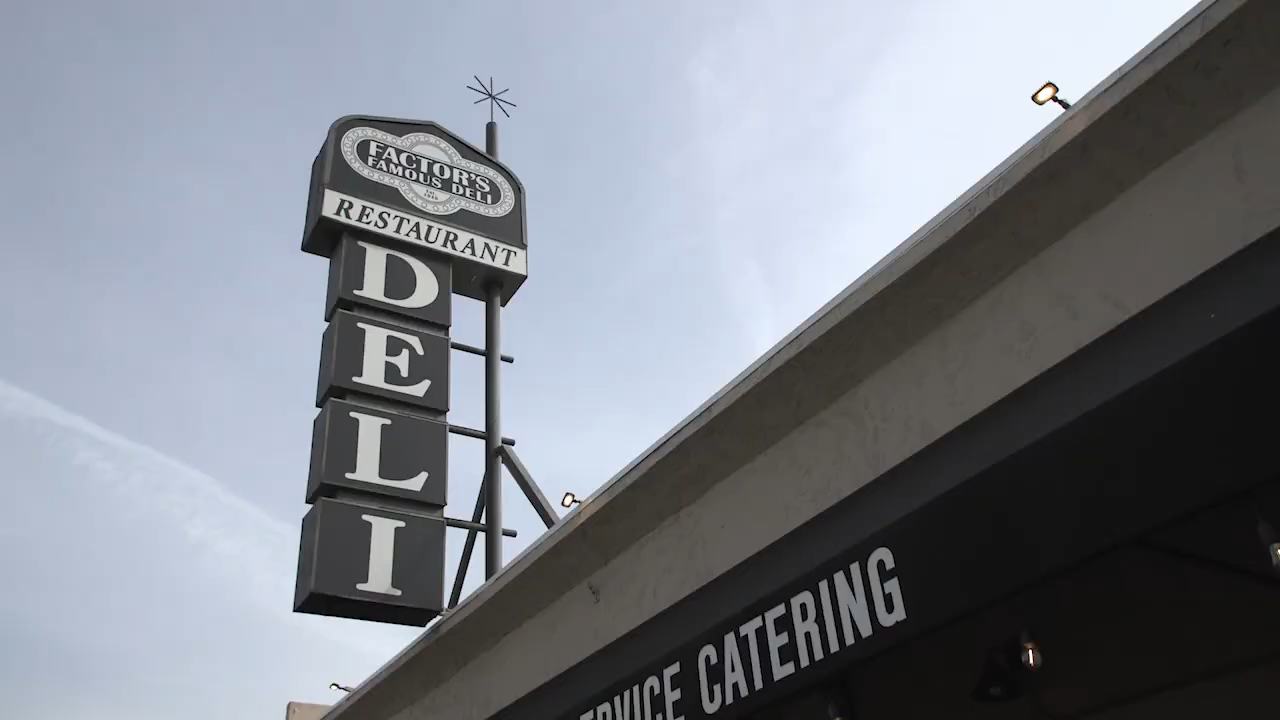 FACTOR'S
FAMOUS DELI
RESTAURANT
D
E
L
I
CATERING